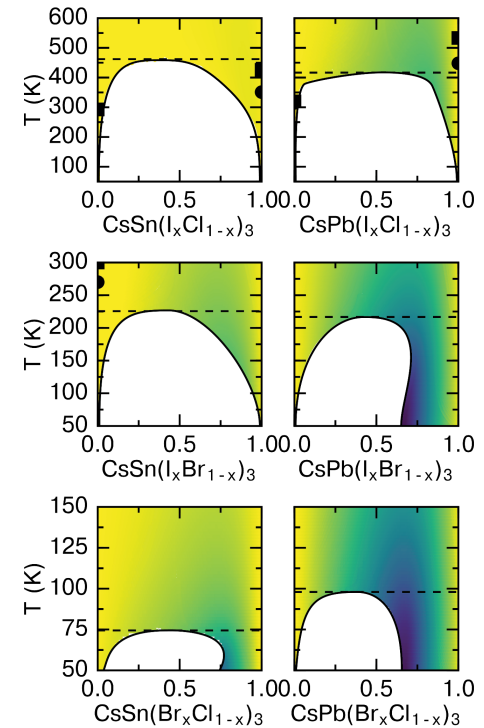 600
500
400
300
200
100
T (K)
0.0 0.5 1.0
CsSn(IxCl1-x)3
0.0 0.5 1.0
CsPb(IxCl1-x)3
300
250
200
150
100
50
T (K)
0.0 0.5 1.0
CsSn(IxBr1-x)3
0.0 0.5 1.0
CsPb(IxBr1-x)3
150
125
100
75
50
T (K)
0.0 0.5 1.0
CsSn(BrxCl1-x)3
0.0 0.5 1.0
CsPb(BrxCl1-x)3